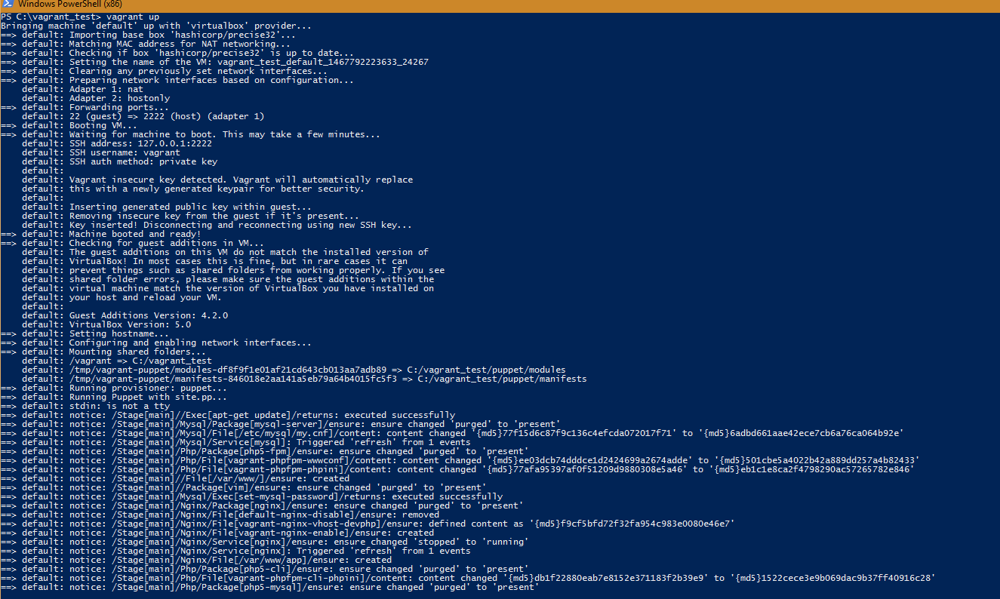 Windows PowerShell (x86)
PS C:\vagrant_test> vagrant up
Bringing machine 'default' up with 'virtualbox' provider...
==> default: Importing base box 'hashicorp/precise32'...
==> default: Matching MAC address for NAT networking...
==> default: Checking if box 'hashicorp/precise32' is up to date...
==> default: Setting the name of the VM: vagrant_test_default_1467792223633_24267
==> default: Clearing any previously set network interfaces...
==> default: Preparing network interfaces based on configuration...
    default: Adapter 1: nat
    default: Adapter 2: hostonly
==> default: Forwarding ports...
    default: 22 (guest) => 2222 (host) (adapter 1)
==> default: Booting VM...
==> default: Waiting for machine to boot. This may take a few minutes...
    default: SSH address: 127.0.0.1:2222
    default: SSH username: vagrant
    default: SSH auth method: private key
    default:
    default: Vagrant insecure key detected. Vagrant will automatically replace
    default: this with a newly generated keypair for better security.
    default:
    default: Inserting generated public key within guest...
    default: Removing insecure key from the guest if it's present...
    default: Key inserted! Disconnecting and reconnecting using new SSH key...
==> default: Machine booted and ready!
==> default: Checking for guest additions in VM...
    default: The guest additions on this VM do not match the installed version of
    default: VirtualBox! In most cases this is fine, but in rare cases it can
    default: prevent things such as shared folders from working properly. If you see
    default: shared folder errors, please make sure the guest additions within the
    default: virtual machine match the version of VirtualBox you have installed on
    default: your host and reload your VM.
    default:
    default: Guest Additions Version: 4.2.0
    default: VirtualBox Version: 5.0
==> default: Setting hostname...
==> default: Configuring and enabling network interfaces...
==> default: Mounting shared folders...
    default: /vagrant => C:/vagrant_test
    default: /tmp/vagrant-puppet/modules-df8f9f1e01af21cd643cb013aa7adb89 => C:/vagrant_test/puppet/modules
    default: /tmp/vagrant-puppet/manifests-846018e2aa141a5eb79a64b4015fc5f3 => C:/vagrant_test/puppet/manifests
==> default: Running provisioner: puppet...
==> default: Running Puppet with site.pp...
==> default: stdin: is not a tty
==> default: notice: /Stage[main]//Exec[apt-get update]/returns: executed successfully
==> default: notice: /Stage[main]/Mysql/Package[mysql-server]/ensure: ensure changed 'purged' to 'present'
==> default: notice: /Stage[main]/Mysql/File[/etc/mysql/my.cnf]/content: content changed '{md5}77f15d6c87f9c136c4efcda072017f71' to '{md5}6adbd661aae42ece7cb6a76ca064b92e'
==> default: notice: /Stage[main]/Mysql/Service[mysql]: Triggered 'refresh' from 1 events
==> default: notice: /Stage[main]/Php/Package[php5-fpm]/ensure: ensure changed 'purged' to 'present'
==> default: notice: /Stage[main]/Php/File[vagrant-phpfpm-wwwconf]/content: content changed '{md5}ee03dcb74dddce1d2424699a2674adde' to '{md5}501cbe5a4022b42a889dd257a4b82433'
==> default: notice: /Stage[main]/Php/File[vagrant-phpfpm-phpini]/content: content changed '{md5}77afa95397af0f51209d9880308e5a46' to '{md5}eb1c1e8ca2f4798290ac57265782e846'
==> default: notice: /Stage[main]//File[/var/www/]/ensure: created
==> default: notice: /Stage[main]//Package[vim]/ensure: ensure changed 'purged' to 'present'
==> default: notice: /Stage[main]/Mysql/Exec[set-mysql-password]/returns: executed successfully
==> default: notice: /Stage[main]/Nginx/Package[nginx]/ensure: ensure changed 'purged' to 'present'
==> default: notice: /Stage[main]/Nginx/File[default-nginx-disable]/ensure: removed
==> default: notice: /Stage[main]/Nginx/File[vagrant-nginx-vhost-devphp]/ensure: defined content as '{md5}f9cf5bfd72f32fa954c983e0080e46e7'
==> default: notice: /Stage[main]/Nginx/File[vagrant-nginx-enable]/ensure: created
==> default: notice: /Stage[main]/Nginx/Service[nginx]/ensure: ensure changed 'stopped' to 'running'
==> default: notice: /Stage[main]/Nginx/Service[nginx]: Triggered 'refresh' from 1 events
==> default: notice: /Stage[main]/Nginx/File[/var/www/app]/ensure: created
==> default: notice: /Stage[main]/Php/Package[php5-cli]/ensure: ensure changed 'purged' to 'present'
==> default: notice: /Stage[main]/Php/File[vagrant-phpfpm-cli-phpini]/content: content changed '{md5}db1f22880eab7e8152e371183f2b39e9' to '{md5}1522cece3e9b069dac9b37ff40916c28'
==> default: notice: /Stage[main]/Php/Package[php5-mysql]/ensure: ensure changed 'purged' to 'present'